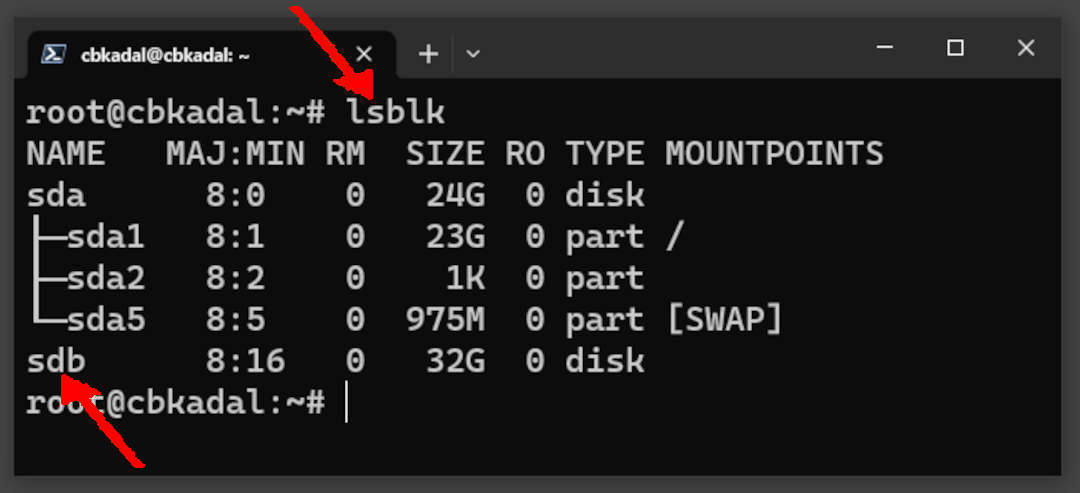 cbkadal@cbkadal: ~
root@cbkadal:~# lsblk
NAME   MAJ:MIN RM  SIZE RO TYPE MOUNTPOINTS
sda      8:0    0   24G  0 disk
├─sda1   8:1    0   23G  0 part /
├─sda2   8:2    0    1K  0 part
└─sda5   8:5    0  975M  0 part [SWAP]
sdb      8:16   0   32G  0 disk
root@cbkadal:~#